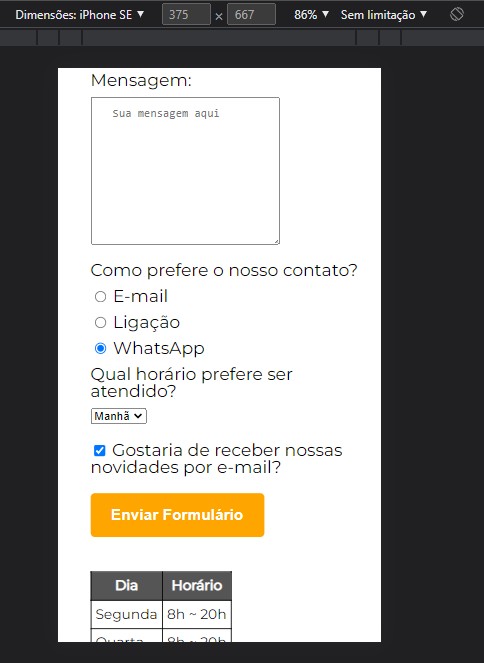 Dimensões: iPhone SE ▼ 375 × 667 86% ▼ Sem limitação ▼
Mensagem:
Sua mensagem aqui
Como prefere o nosso contato?
E-mail
Ligação
WhatsApp
Qual horário prefere ser
atendido?
Manhã
Gostaria de receber nossas
novidades por e-mail?
Enviar Formulário
Dia Horário
Segunda 8h ~ 20h
Quarta 8h ~ 20h